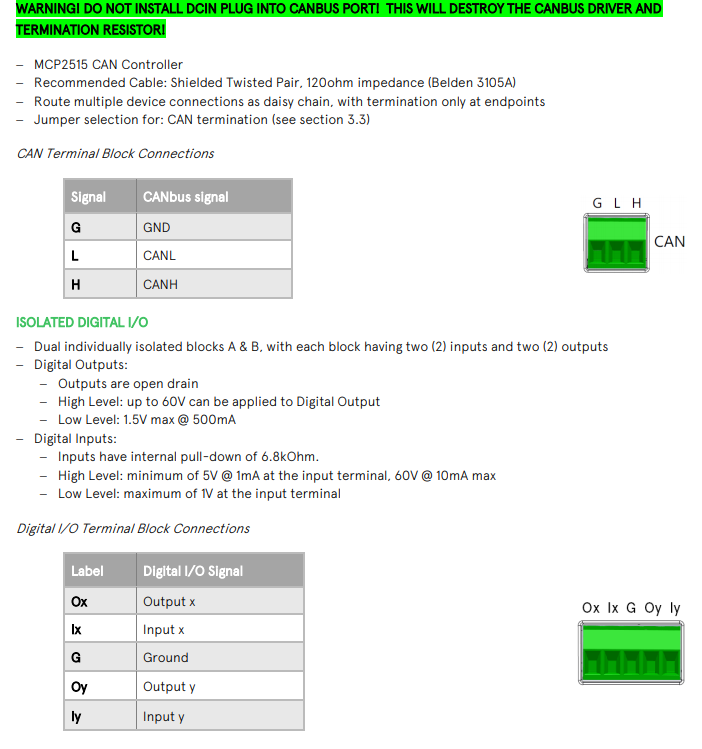 WARNING! DO NOT INSTALL DCIN PLUG INTO CANBUS PORT!  THIS WILL DESTROY THE CANBUS DRIVER AND
TERMINATION RESISTOR!
– MCP2515 CAN Controller
– Recommended Cable: Shielded Twisted Pair, 120ohm impedance (Belden 3105A)
– Route multiple device connections as daisy chain, with termination only at endpoints
– Jumper selection for: CAN termination (see section 3.3)
CAN Terminal Block Connections
Signal CANbus signal
G GND
L CANL
H CANH
G L H
CAN
ISOLATED DIGITAL I/O
– Dual individually isolated blocks A & B, with each block having two (2) inputs and two (2) outputs
– Digital Outputs:
– Outputs are open drain
– High Level: up to 60V can be applied to Digital Output
– Low Level: 1.5V max @ 500mA
– Digital Inputs:
– Inputs have internal pull-down of 6.8kOhm.
– High Level: minimum of 5V @ 1mA at the input terminal, 60V @ 10mA max
– Low Level: maximum of 1V at the input terminal
Digital I/O Terminal Block Connections
Label Digital I/O Signal
Ox Output x
Ix Input x
G Ground
Oy Output y
Iy Input y
Ox Ix G Oy Iy